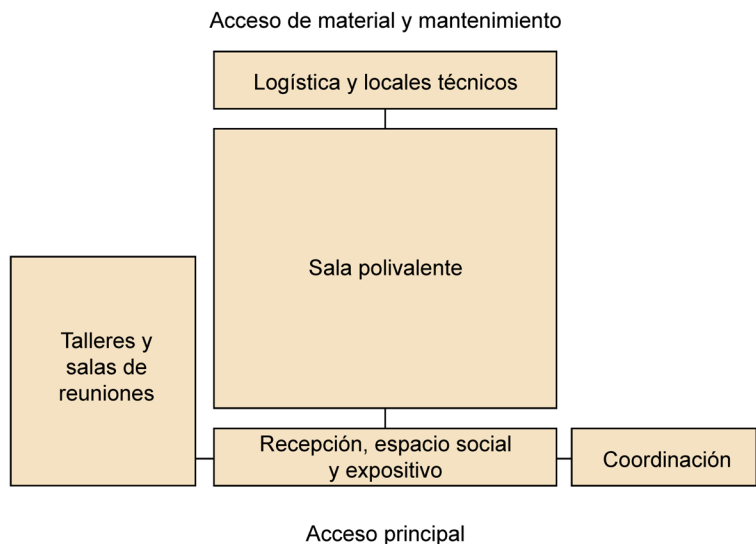 Acceso de material y mantenimiento
Logística y locales técnicos
Sala polivalente
Talleres y
salas de
reuniones
Recepción, espacio social
y expositivo
Coordinación
Acceso principal